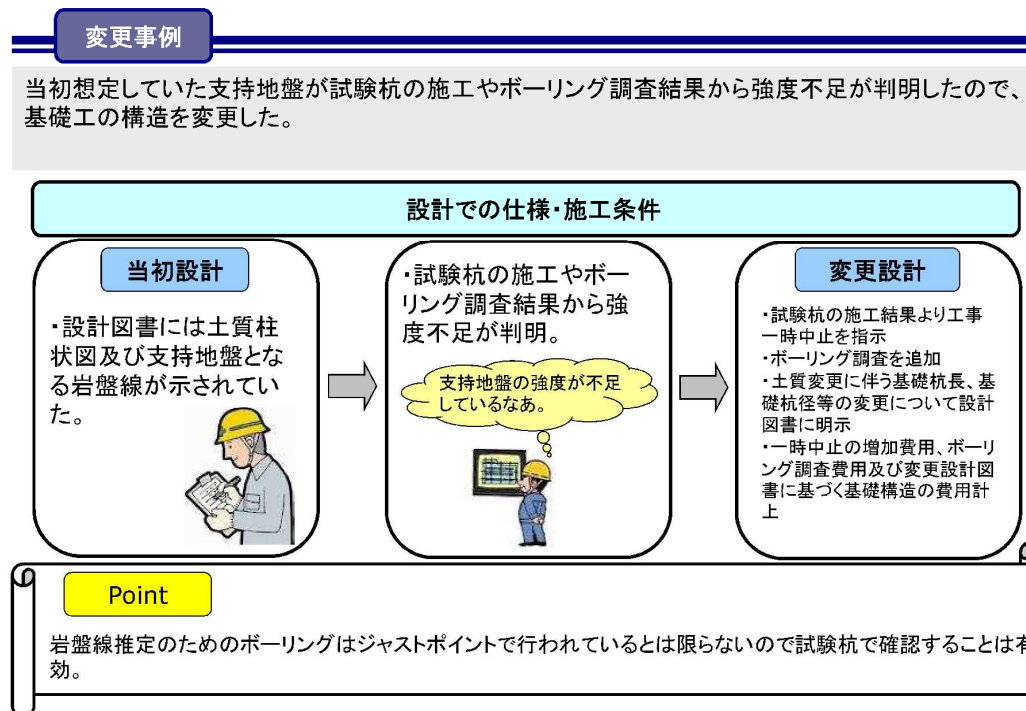 変更事例
当初想定していた支持地盤が試験杭の施工やボーリング調査結果から強度不足が判明したので、
基礎工の構造を変更した。
設計での仕様・施工条件
当初設計
・設計図書には土質柱
状図及び支持地盤とな
る岩盤線が示されてい
た。
・試験杭の施工やボー
リング調査結果から強
度不足が判明。
支持地盤の強度が不足
しているなあ。
変更設計
・試験杭の施工結果より工事
一時中止を指示
・ボーリング調査を追加
・土質変更に伴う基礎杭長、基
礎杭径等の変更について設計
図書に明示
・一時中止の増加費用、ボーリ
ング調査費用及び変更設計図
書に基づく基礎構造の費用計
上
Point
岩盤線推定のためのボーリングはジャストポイントで行われているとは限らないので試験杭で確認することは有
効。